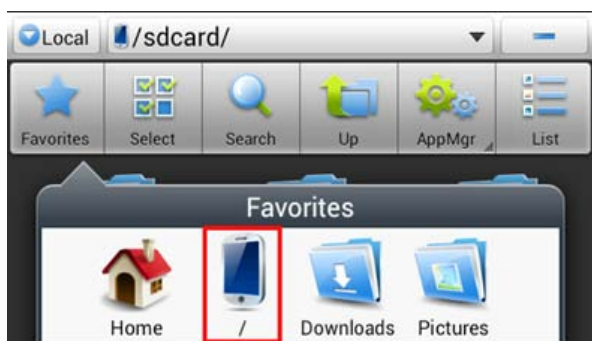 Local /sdcard/
Favorites Select Search Up AppMgr List
Favorites
Home / Downloads Pictures